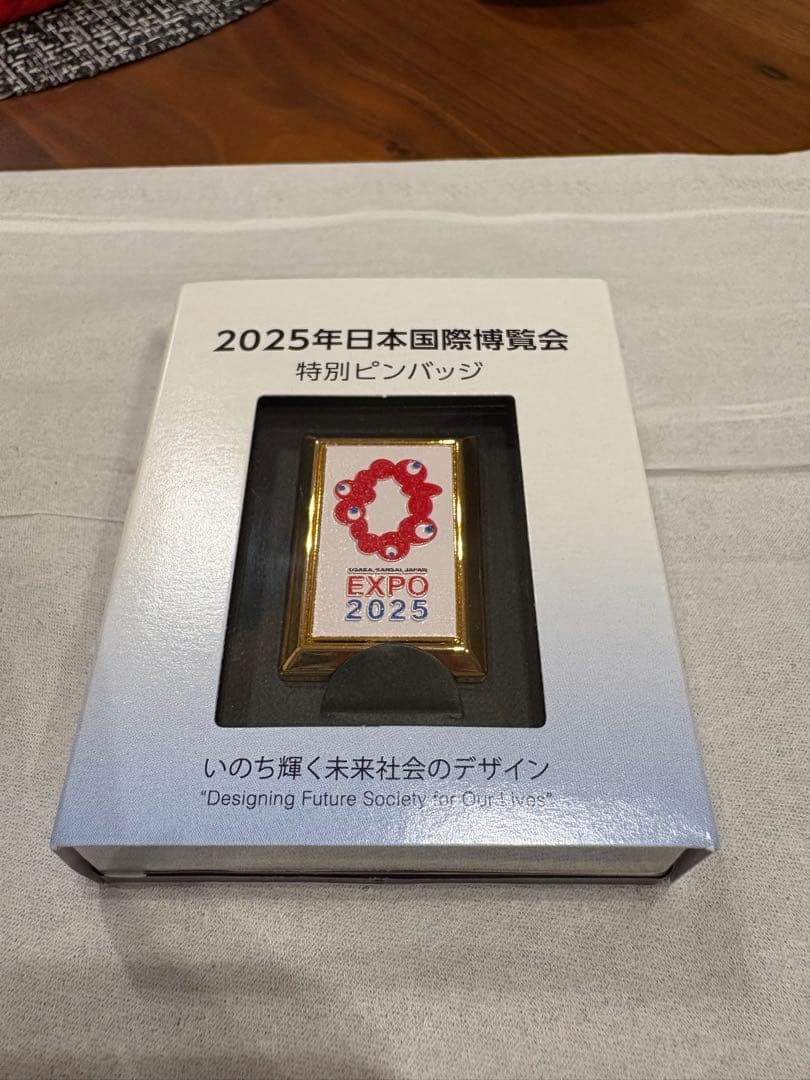 2025年日本国際博覧会
特別ピンバッジ
OSAKA, KANSAI, JAPAN
EXPO
2025
いのち輝く未来社会のデザイン
"Designing Future Society for Our Lives"